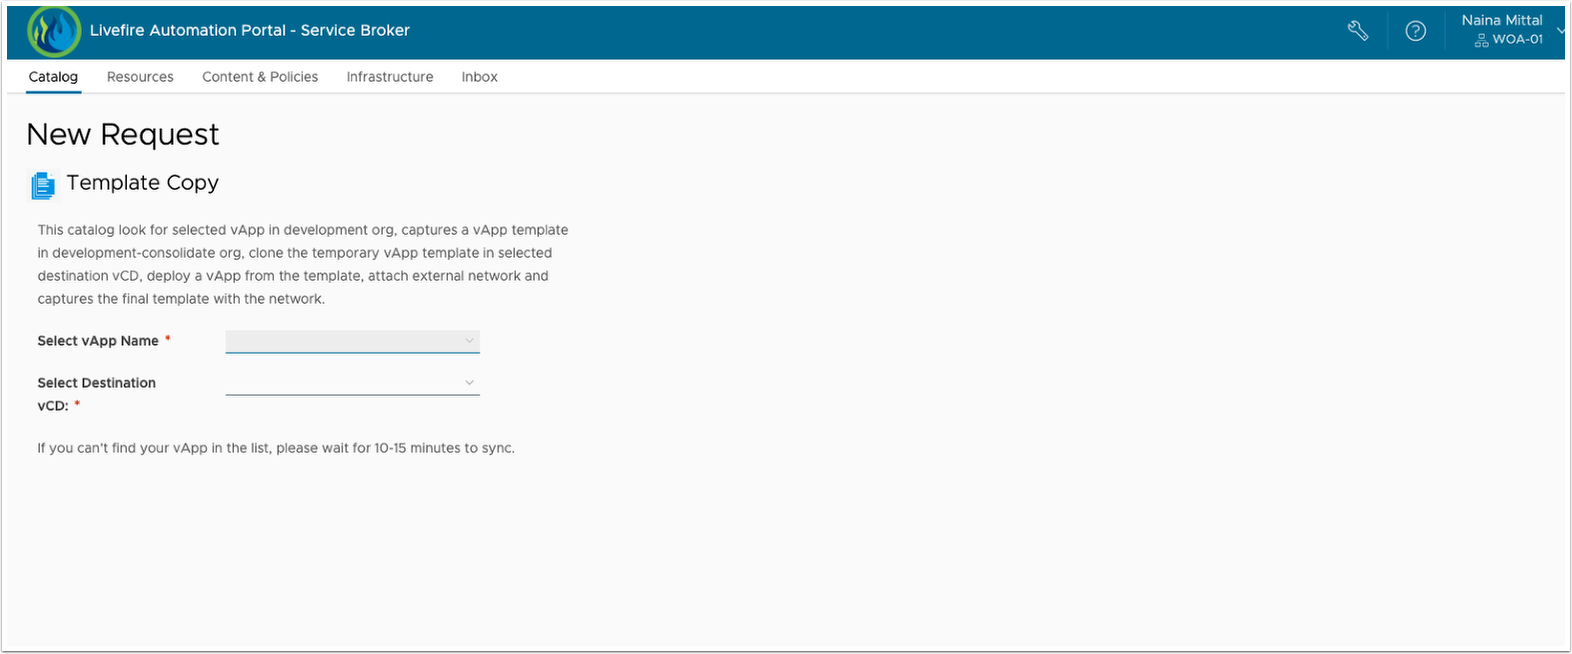 Livefire Automation Portal - Service Broker
Naina Mittal
WOA-01
Catalog Resources Content & Policies Infrastructure Inbox
New Request
Template Copy
This catalog look for selected vApp in development org, captures a vApp template
in development-consolidate org, clone the temporary vApp template in selected
destination vCD, deploy a vApp from the template, attach external network and
captures the final template with the network.
Select vApp Name *
Select Destination
vCD: *
If you can't find your vApp in the list, please wait for 10-15 minutes to sync.